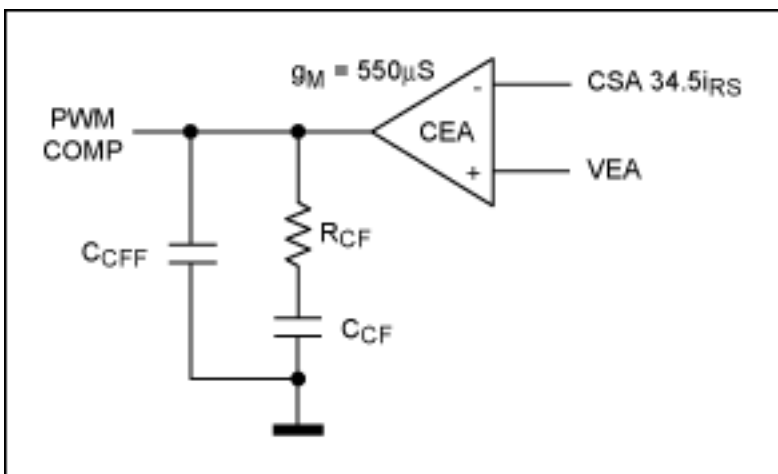 gM = 550µS
CSA 34.5iRS
PWM
COMP
CEA
-
+
VEA
RCF
CCFF
CCF